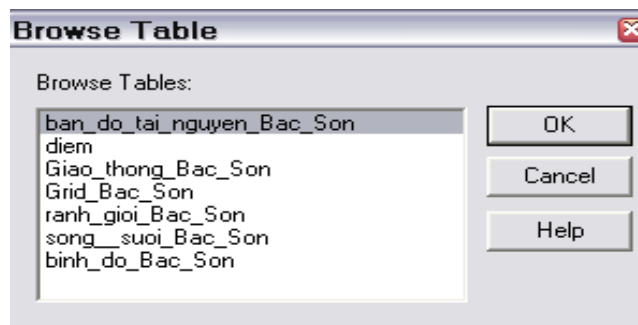 Browse Table
Browse Tables:
ban_do_tai_nguyen_Bac_Son
diem
Giao_thong_Bac_Son
Grid_Bac_Son
ranh_gioi_Bac_Son
song__suoi_Bac_Son
binh_do_Bac_Son
OK
Cancel
Help